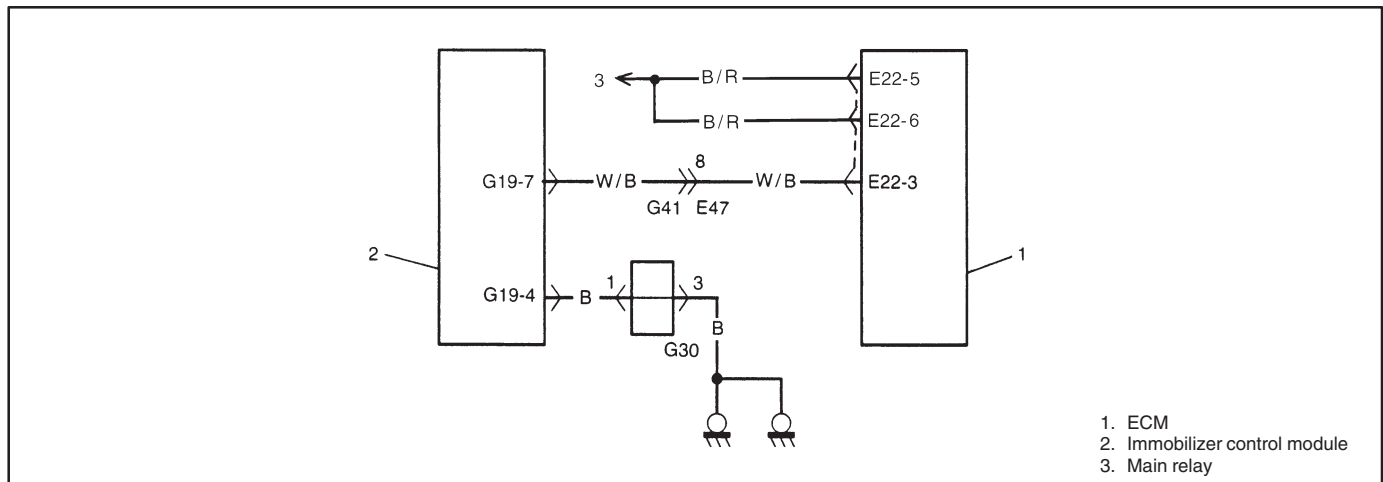 3 B/R E22-5
B/R E22-6
8
G19-7 W/B W/B E22-3
G41 E47
2 1
1 3
G19-4 B
B
G30
1. ECM
2. Immobilizer control module
3. Main relay